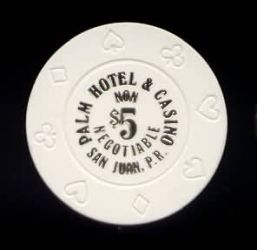 PALM HOTEL & CASINO
NON
$5
NEGOTIABLE
SAN JUAN, P.R.